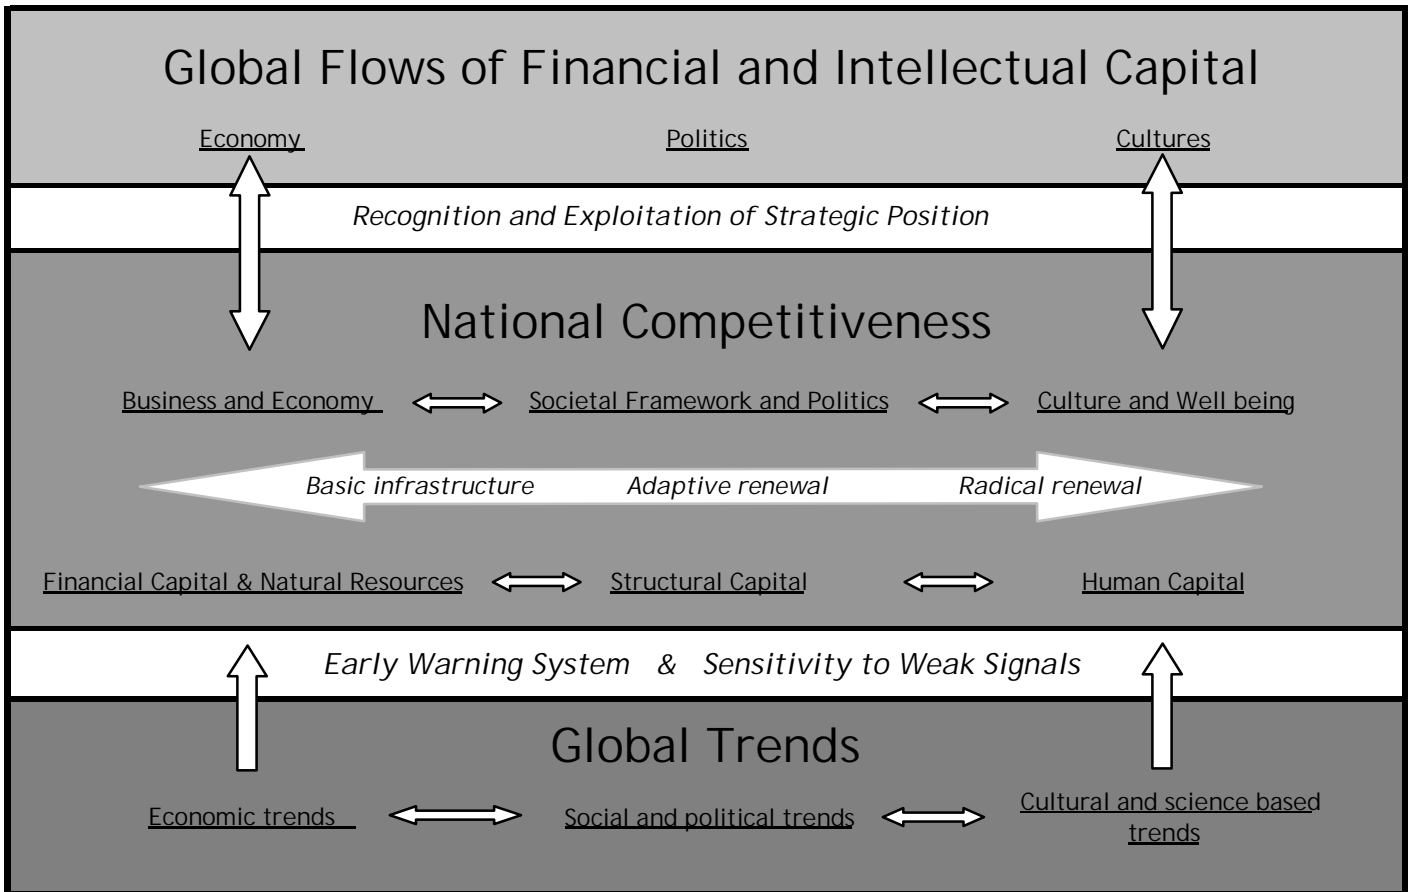 Global Flows of Financial and Intellectual Capital
Economy Politics Cultures
Recognition and Exploitation of Strategic Position
National Competitiveness
Business and Economy Societal Framework and Politics Culture and Well being
Basic infrastructure Adaptive renewal Radical renewal
Financial Capital & Natural Resources Structural Capital Human Capital
Early Warning System & Sensitivity to Weak Signals
Global Trends
Economic trends Social and political trends Cultural and science based
trends